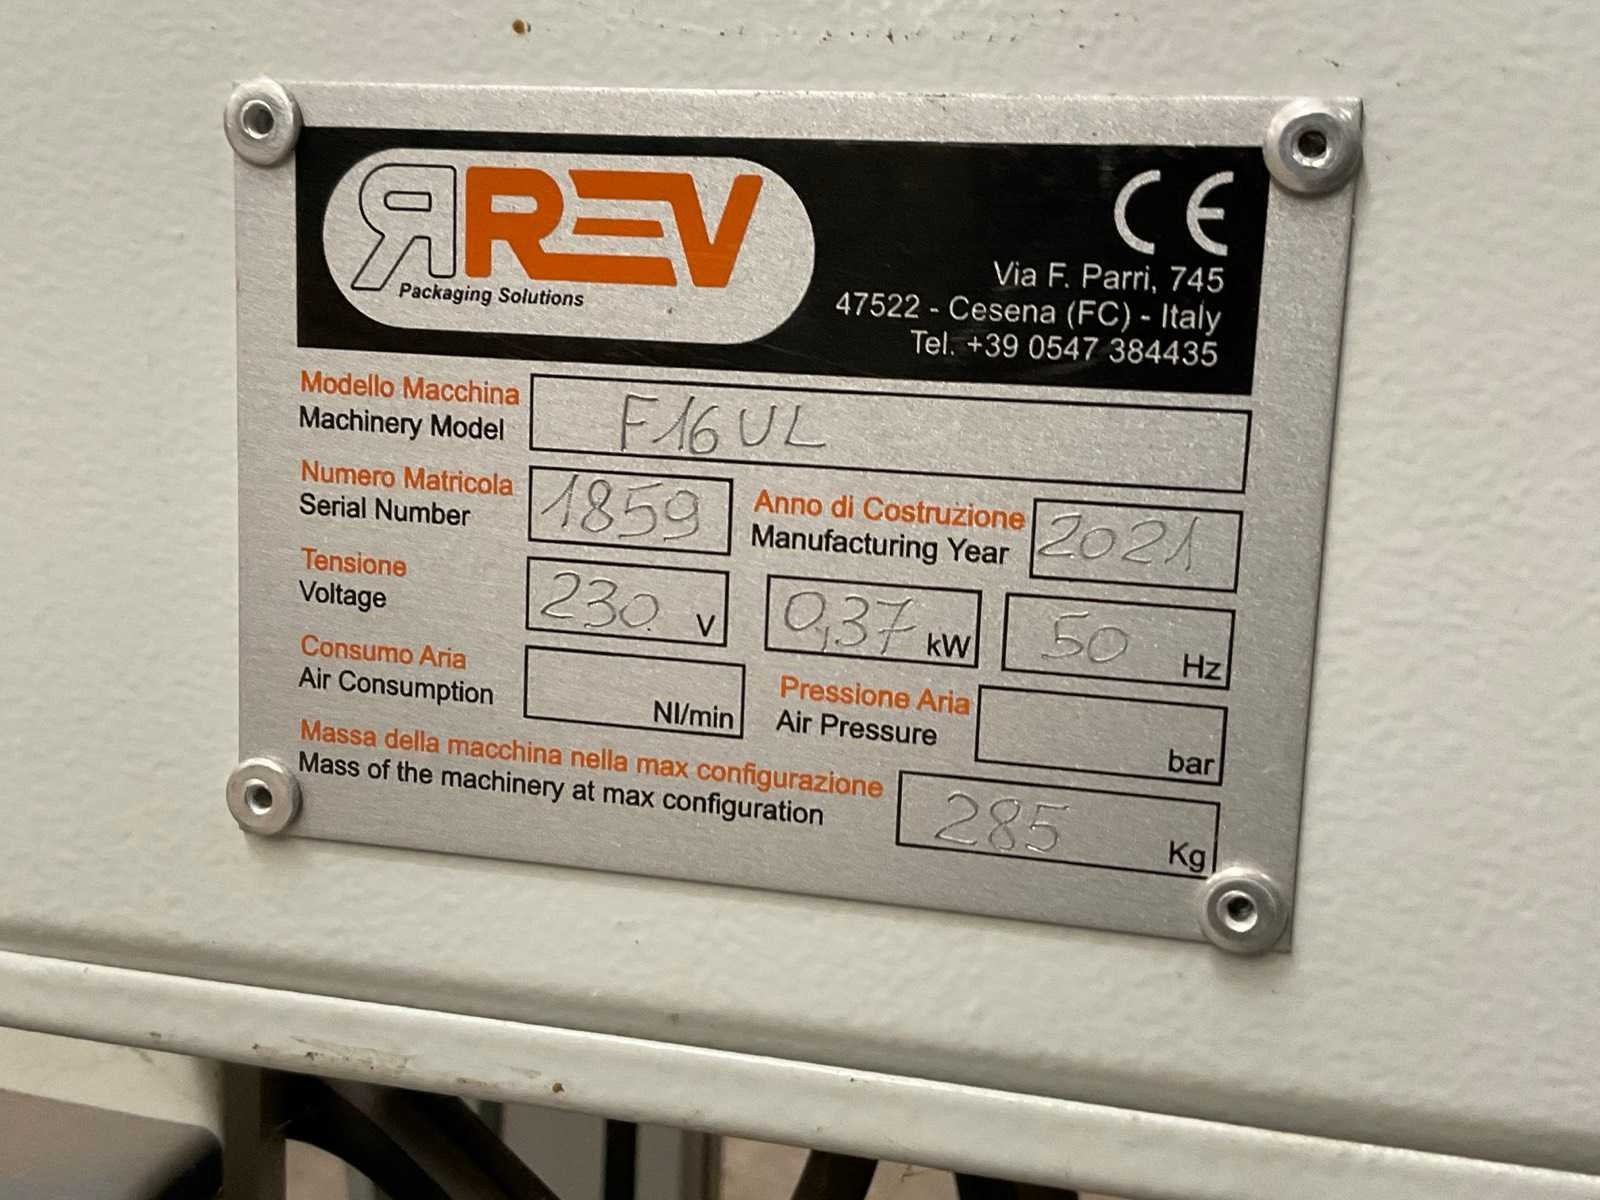 RREV
Packaging Solutions
CE
Via F. Parri, 745
47522 - Cesena (FC) - Italy
Tel. +39 0547 384435
Modello Macchina
Machinery Model
F16UL
Numero Matricola
Serial Number
1859
Anno di Costruzione
Manufacturing Year
2021
Tensione
Voltage
230 V
0,37 kW
50 Hz
Consumo Aria
Air Consumption
Nl/min
Pressione Aria
Air Pressure
bar
Massa della macchina nella max configurazione
Mass of the machinery at max configuration
285 Kg